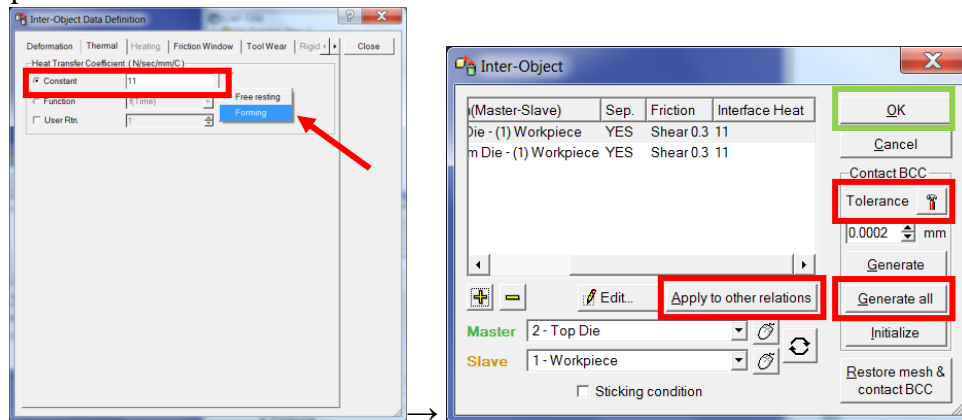 Inter-Object Data Definition
Deformation Thermal Heating Friction Window Tool Wear Rigid Close
Heat Transfer Coefficient ( N/sec/mm/C )
Constant 11
Free resting
Function f(Time)
Forming
User Rtn. 1
→
Inter-Object
(Master-Slave) Sep. Friction Interface Heat
Die - (1) Workpiece YES Shear 0.3 11
m Die - (1) Workpiece YES Shear 0.3 11
OK
Cancel
Contact BCC
Tolerance
0.0002 mm
Generate
+ - Edit... Apply to other relations Generate all
Master 2 - Top Die
Initialize
Slave 1 - Workpiece
Sticking condition
Restore mesh &
contact BCC